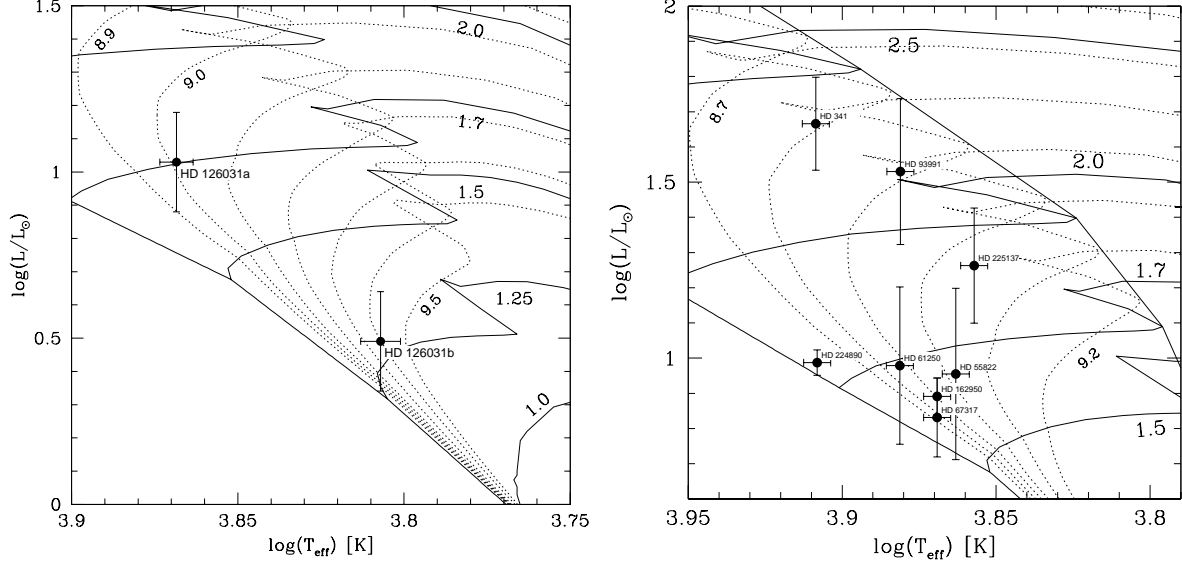 1.5
1
0.5
0
3.9
3.85
3.8
3.75
log(L/L⊙)
log(Teff) [K]
8.9
9.0
2.0
1.7
1.5
9.5
1.25
1.0
HD 126031a
HD 126031b
2
1.5
1
3.95
3.9
3.85
3.8
log(L/L⊙)
log(Teff) [K]
2.5
8.7
HD 341
HD 93991
2.0
HD 225137
1.7
HD 224890
HD 61250
HD 55822
9.2
HD 162950
HD 67317
1.5